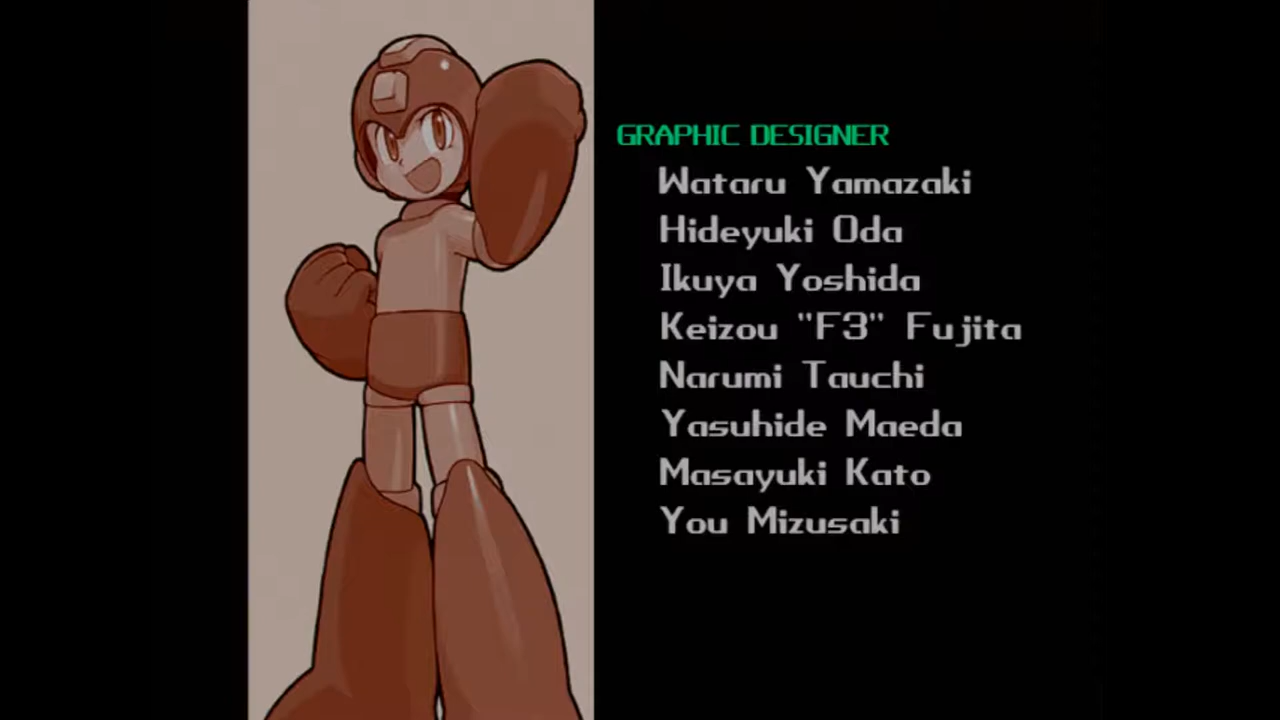 GRAPHIC DESIGNER
Wataru Yamazaki
Hideyuki Oda
Ikuya Yoshida
Keizou "F3" Fujita
Narumi Tauchi
Yasuhide Maeda
Masayuki Kato
You Mizusaki